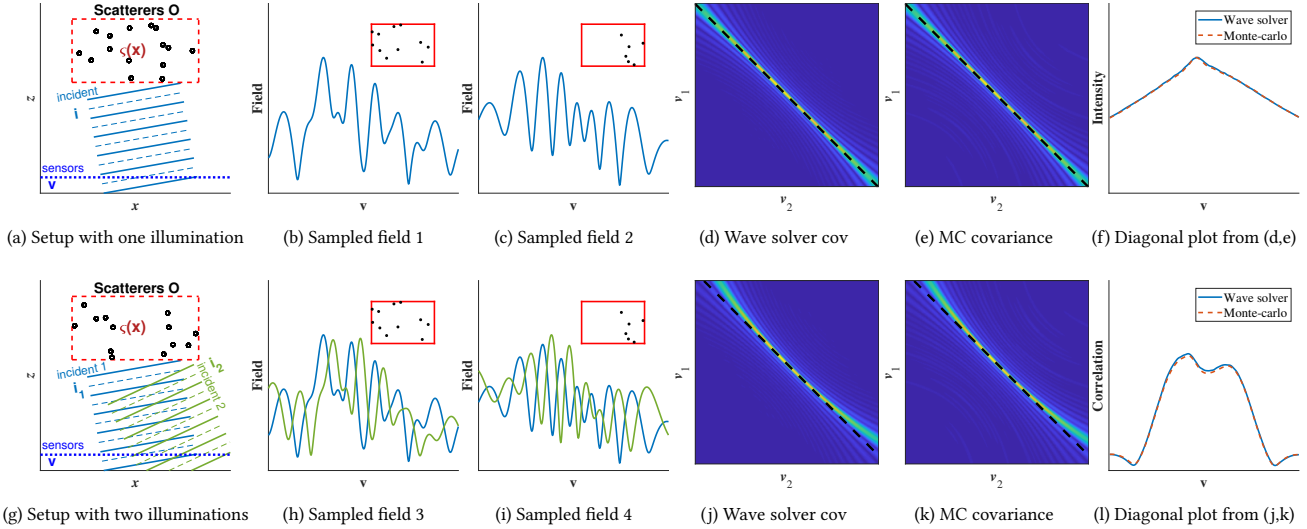 Scatterers O
ς(x)
incident
i
sensors
v
z
x
(a) Setup with one illumination
Field
v
(b) Sampled field 1
Field
v
(c) Sampled field 2
v1
v2
(d) Wave solver cov
v1
v2
(e) MC covariance
Wave solver
Monte-carlo
Intensity
v
(f) Diagonal plot from (d,e)
Scatterers O
ς(x)
incident 1
i1
i2
incident 2
sensors
v
z
x
(g) Setup with two illuminations
Field
v
(h) Sampled field 3
Field
v
(i) Sampled field 4
v1
v2
(j) Wave solver cov
v1
v2
(k) MC covariance
Wave solver
Monte-carlo
Correlation
v
(l) Diagonal plot from (j,k)